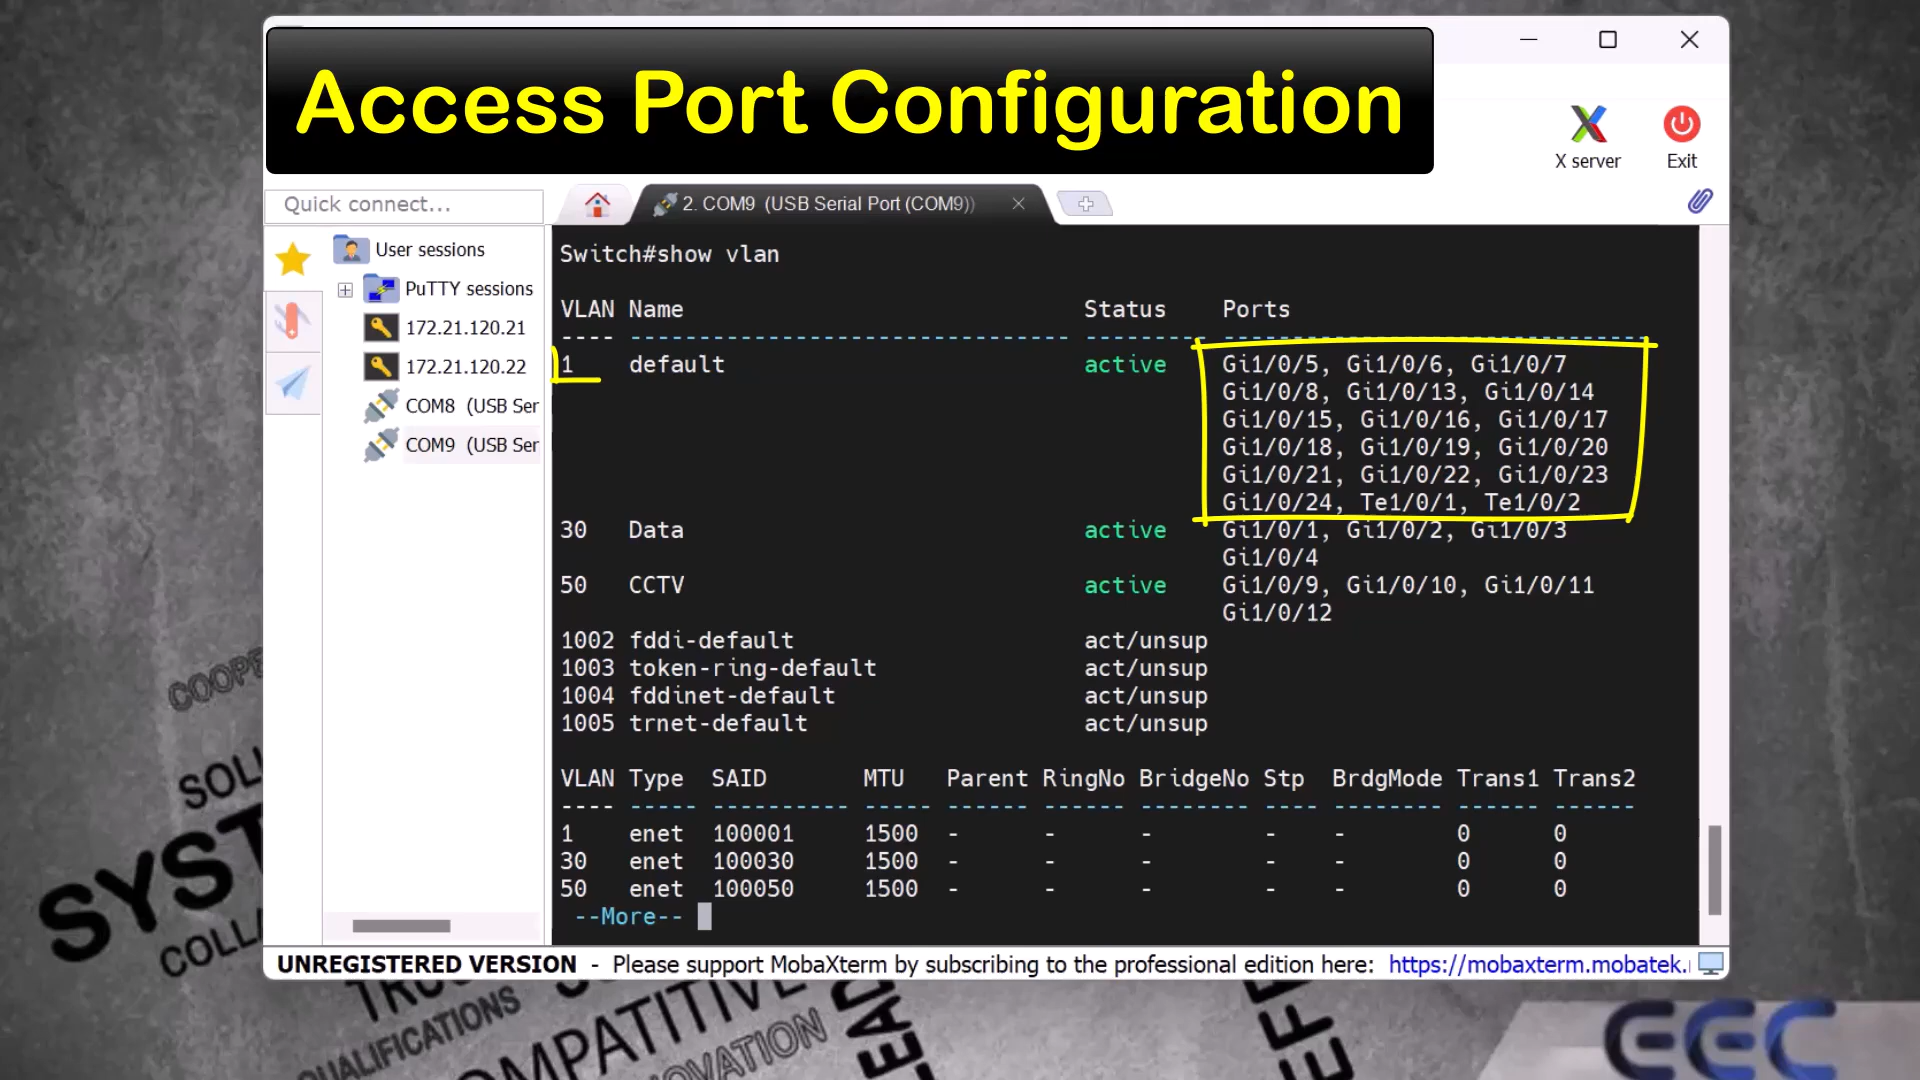 Access Port Configuration
X server
Exit
Quick connect...
2. COM9 (USB Serial Port (COM9))
User sessions
PuTTY sessions
172.21.120.21
172.21.120.22
COM8 (USB Ser
COM9 (USB Ser
Switch#show vlan
VLAN Name Status Ports
---- -------------------------------- --------- -------------------------------
1 default active Gi1/0/5, Gi1/0/6, Gi1/0/7
Gi1/0/8, Gi1/0/13, Gi1/0/14
Gi1/0/15, Gi1/0/16, Gi1/0/17
Gi1/0/18, Gi1/0/19, Gi1/0/20
Gi1/0/21, Gi1/0/22, Gi1/0/23
Gi1/0/24, Te1/0/1, Te1/0/2
30 Data active Gi1/0/1, Gi1/0/2, Gi1/0/3
Gi1/0/4
50 CCTV active Gi1/0/9, Gi1/0/10, Gi1/0/11
Gi1/0/12
1002 fddi-default act/unsup
1003 token-ring-default act/unsup
1004 fddinet-default act/unsup
1005 trnet-default act/unsup
VLAN Type SAID MTU Parent RingNo BridgeNo Stp BrdgMode Trans1 Trans2
---- ----- ---------- ----- ------ ------ -------- ---- -------- ------ ------
1 enet 100001 1500 - - - - - 0 0
30 enet 100030 1500 - - - - - 0 0
50 enet 100050 1500 - - - - - 0 0
--More--
UNREGISTERED VERSION - Please support MobaXterm by subscribing to the professional edition here: https://mobaxterm.mobatek.
COOPE
SOLU
SYST
COLLA
QUALIFICATIONS
COMPATITIVE
NOVATION
LEAD
EFF
EEC